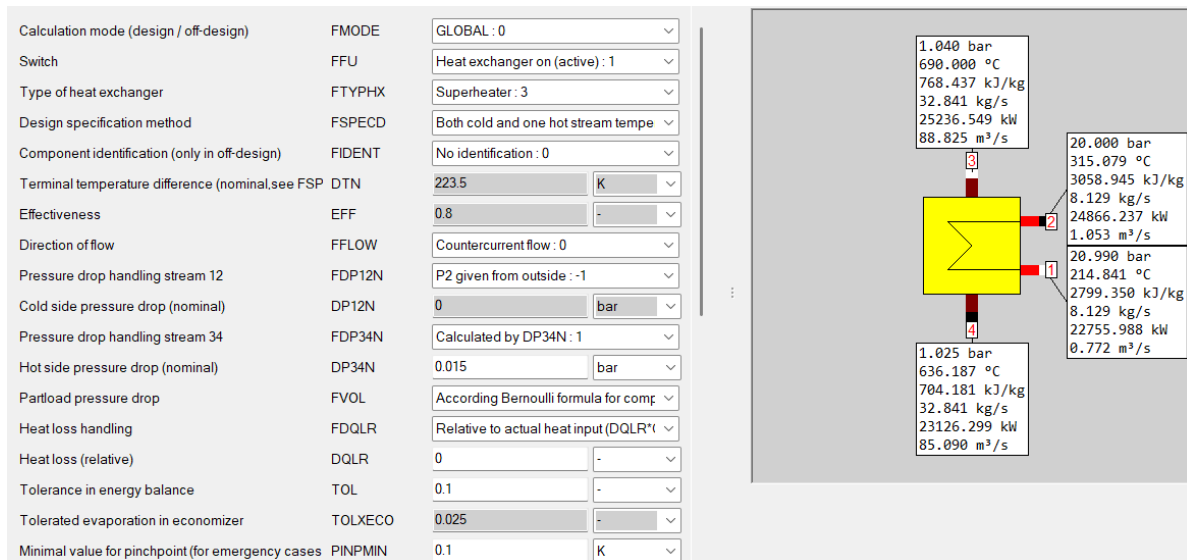 Calculation mode (design / off-design) FMODE GLOBAL : 0
Switch FFU Heat exchanger on (active) : 1
Type of heat exchanger FTYPHX Superheater : 3
Design specification method FSPECD Both cold and one hot stream tempe
Component identification (only in off-design) FIDENT No identification : 0
Terminal temperature difference (nominal,see FSP DTN 223.5 K
Effectiveness EFF 0.8 -
Direction of flow FFLOW Countercurrent flow : 0
Pressure drop handling stream 12 FDP12N P2 given from outside : -1
Cold side pressure drop (nominal) DP12N 0 bar
Pressure drop handling stream 34 FDP34N Calculated by DP34N : 1
Hot side pressure drop (nominal) DP34N 0.015 bar
Partload pressure drop FVOL According Bernoulli formula for comp
Heat loss handling FDQLR Relative to actual heat input (DQLR*(
Heat loss (relative) DQLR 0 -
Tolerance in energy balance TOL 0.1 -
Tolerated evaporation in economizer TOLXECO 0.025 -
Minimal value for pinchpoint (for emergency cases PINPMIN 0.1 K
1.040 bar
690.000 °C
768.437 kJ/kg
32.841 kg/s
25236.549 kW
88.825 m³/s
3
20.000 bar
315.079 °C
3058.945 kJ/kg
8.129 kg/s
24866.237 kW
1.053 m³/s
2
20.990 bar
214.841 °C
2799.350 kJ/kg
8.129 kg/s
22755.988 kW
0.772 m³/s
1
4
1.025 bar
636.187 °C
704.181 kJ/kg
32.841 kg/s
23126.299 kW
85.090 m³/s